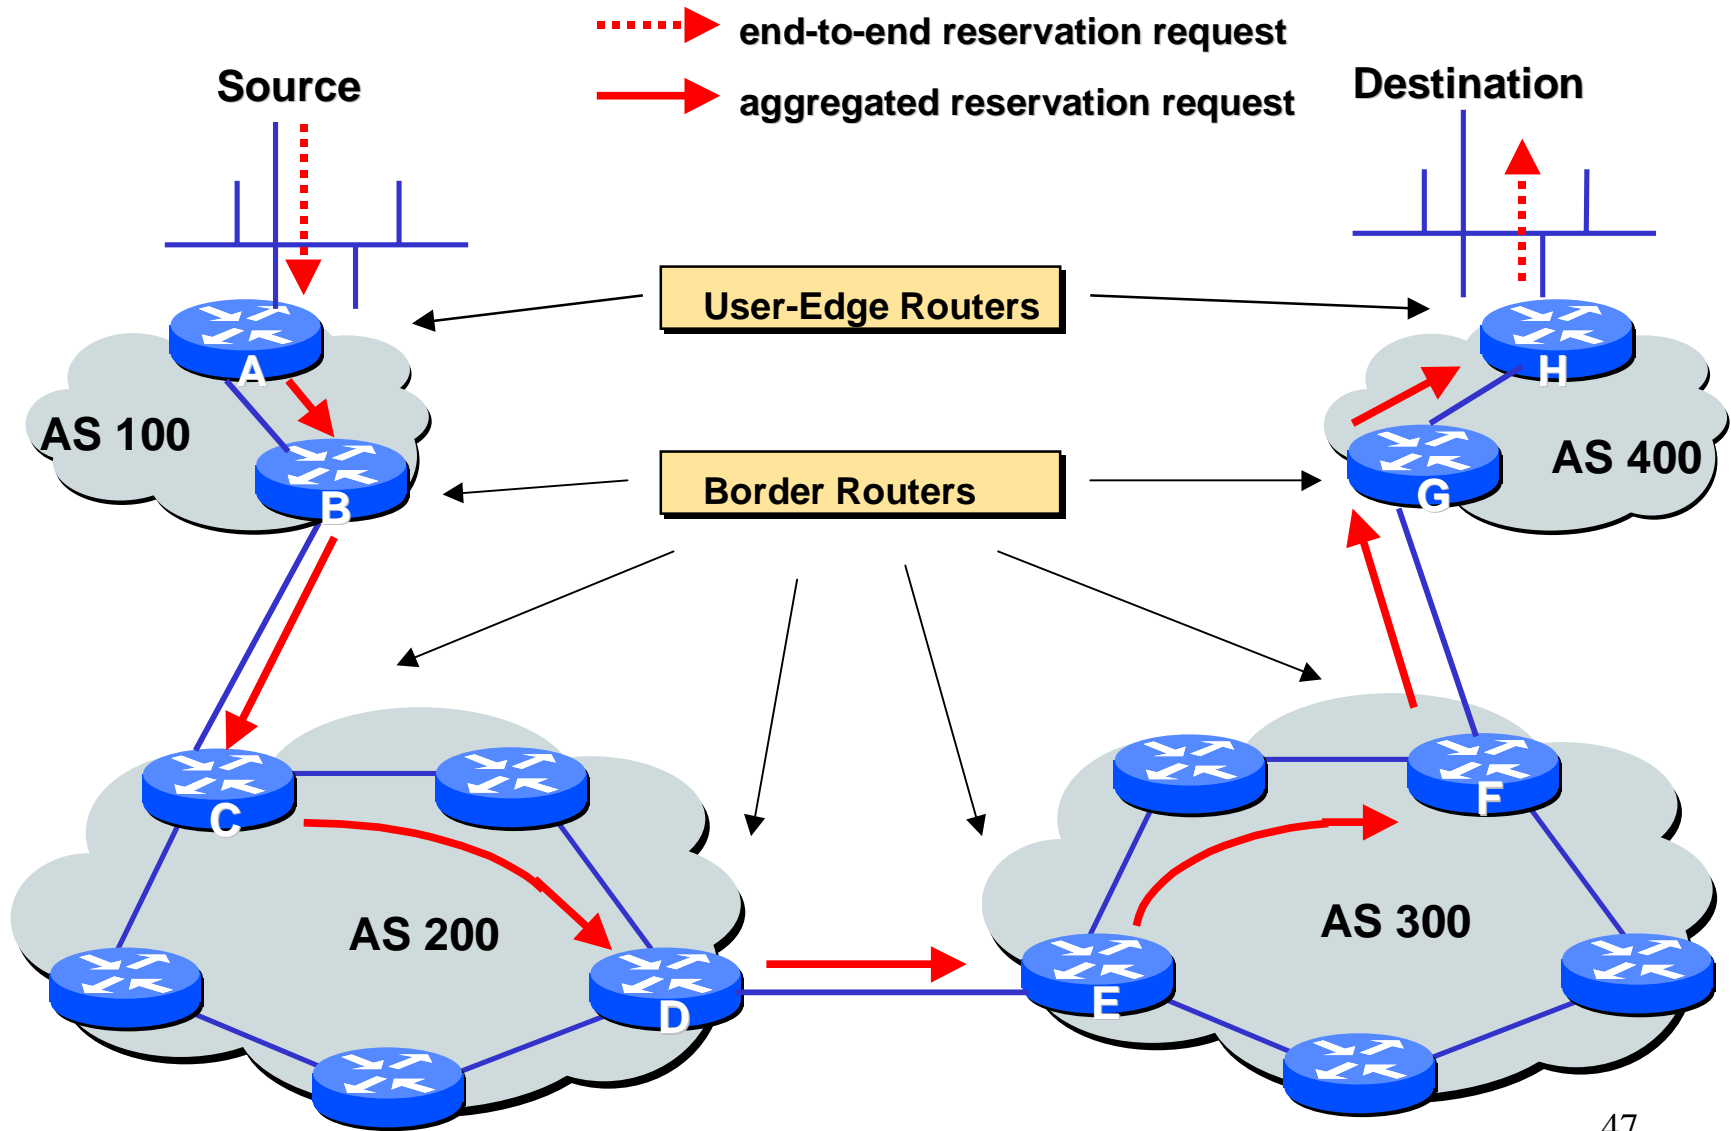 end-to-end reservation request
Source
Destination
aggregated reservation request
User-Edge Routers
A
H
AS 100
AS 400
B
Border Routers
G
C
F
AS 200
AS 300
D
E
47